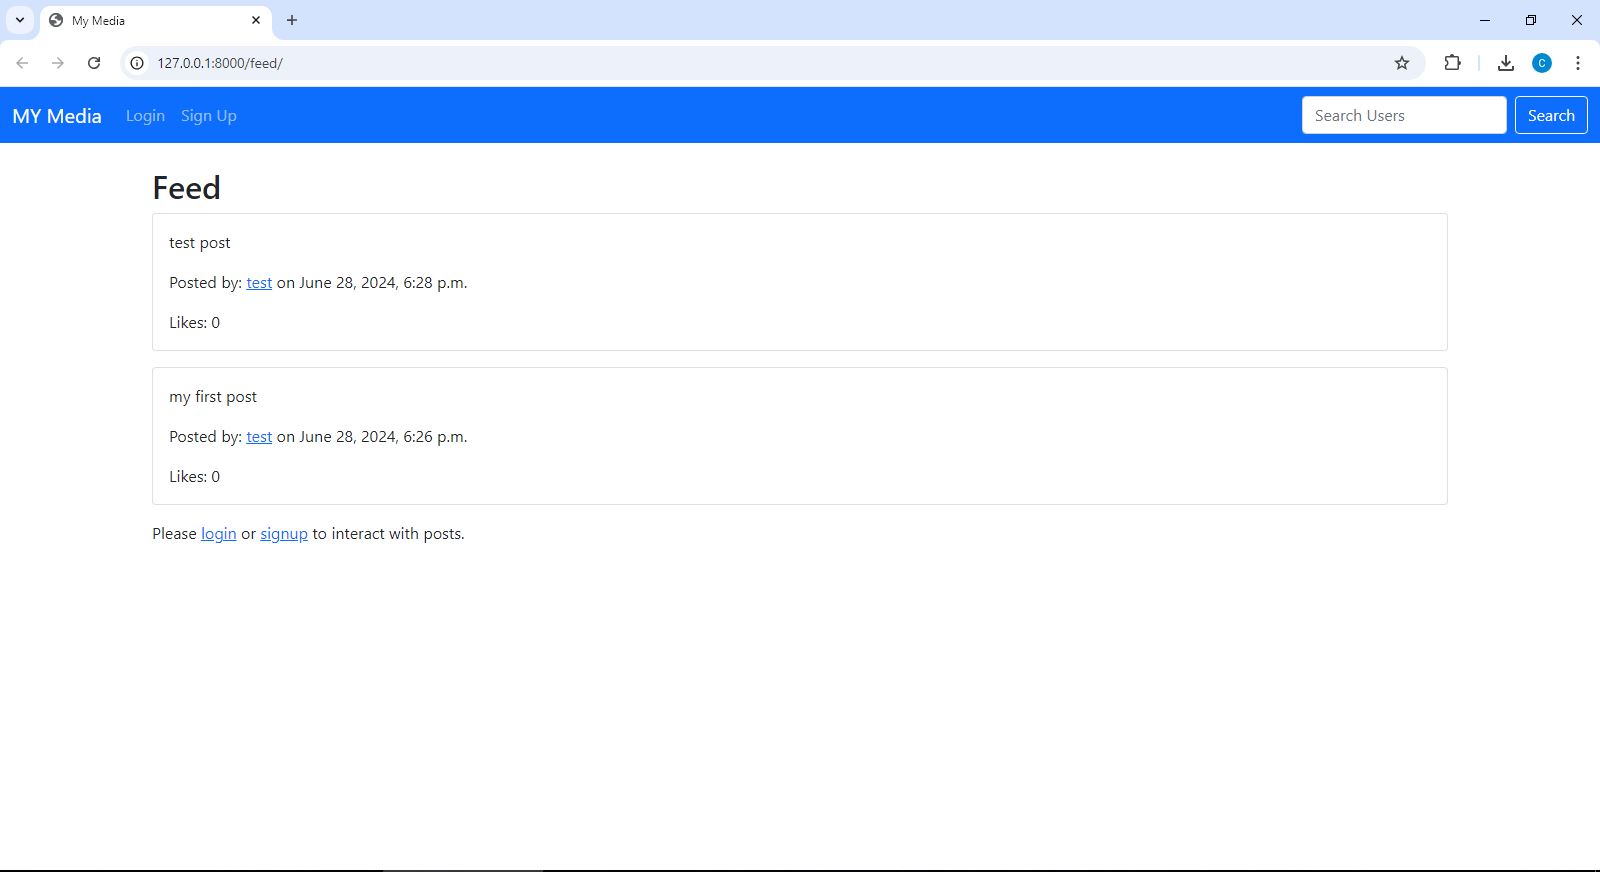 My Media
127.0.0.1:8000/feed/
C
MY Media Login Sign Up Search Users Search
Feed
test post
Posted by: test on June 28, 2024, 6:28 p.m.
Likes: 0
my first post
Posted by: test on June 28, 2024, 6:26 p.m.
Likes: 0
Please login or signup to interact with posts.